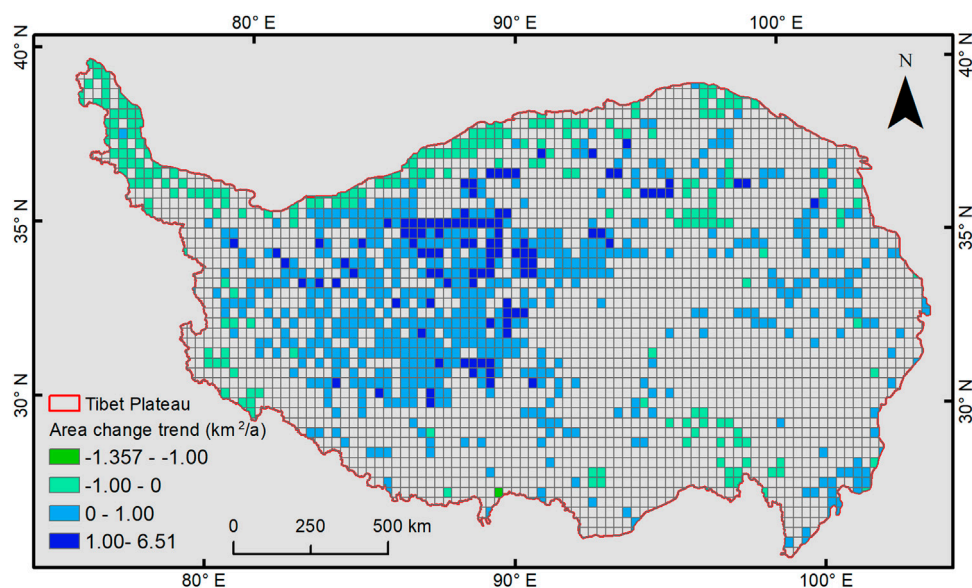 80° E 90° E 100° E
40° N 40° N
N
35° N 35° N
30° N 30° N
Tibet Plateau
Area change trend (km²/a)
-1.357 - -1.00
-1.00 - 0
0 - 1.00
1.00- 6.51
0 250 500 km
80° E 90° E 100° E